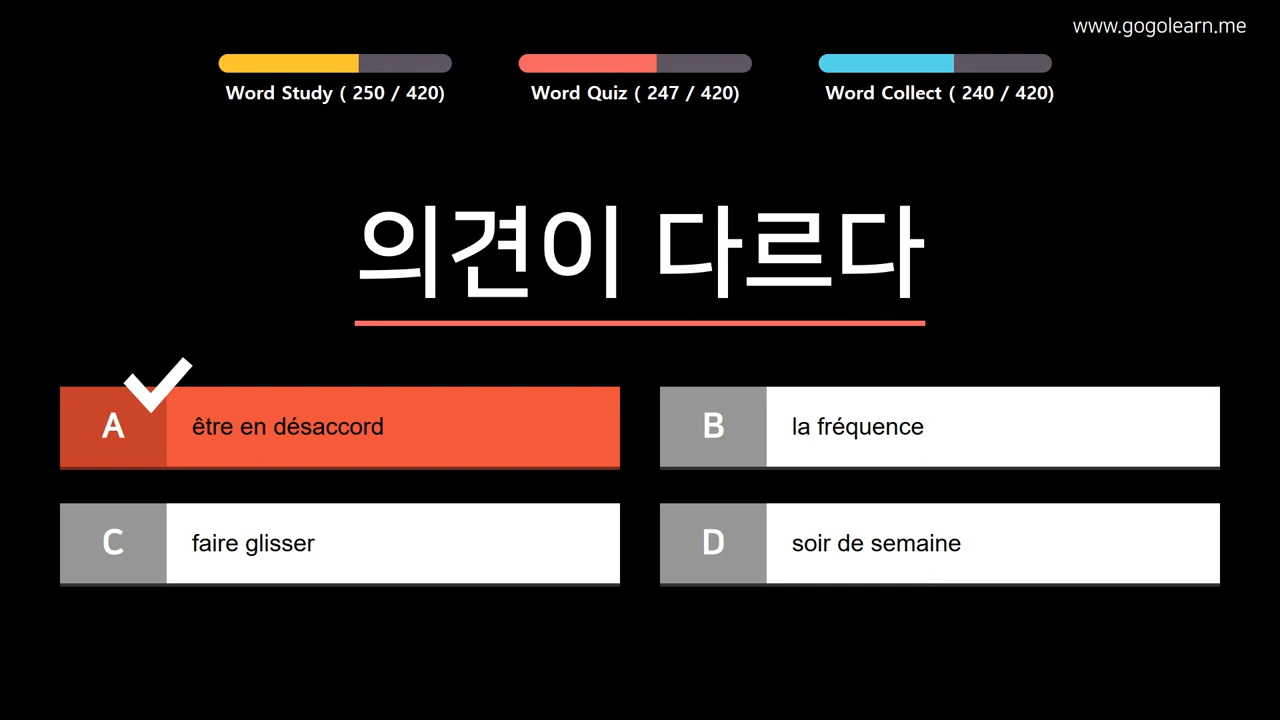 www.gogolearn.me
Word Study ( 250 / 420)
Word Quiz ( 247 / 420)
Word Collect ( 240 / 420)
의견이 다르다
A être en désaccord
B la fréquence
C faire glisser
D soir de semaine